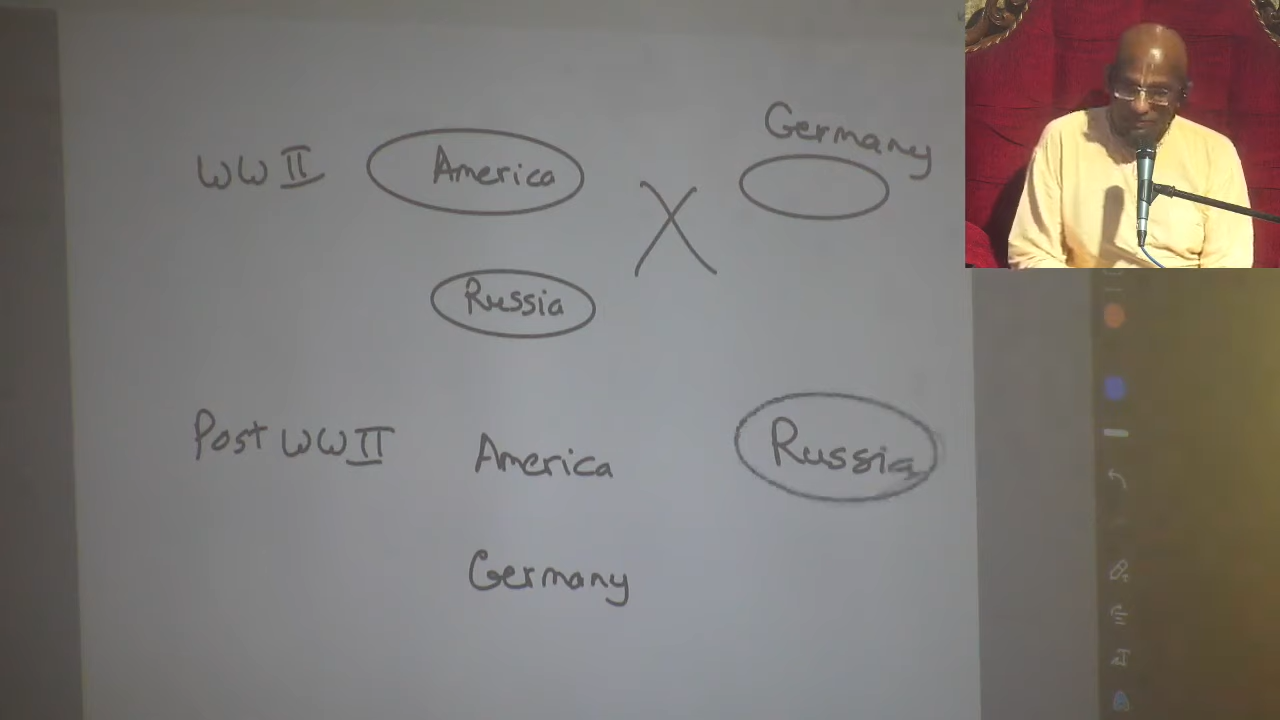 Germany
WW II America X
Russia
Post WW II America Russia
Germany